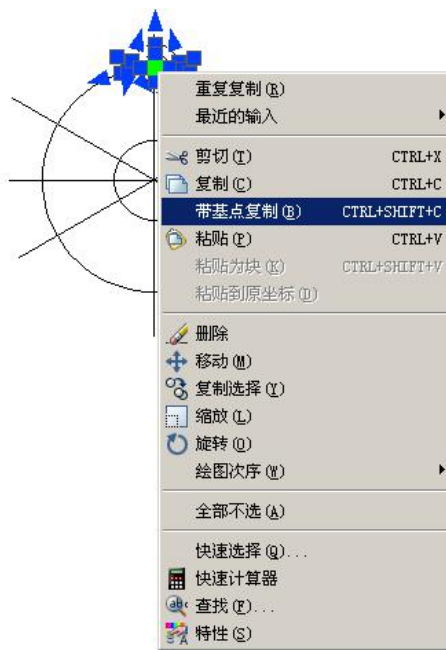 重复复制(R)
最近的输入
剪切(T) CTRL+X
复制(C) CTRL+C
带基点复制(B) CTRL+SHIFT+C
粘贴(P) CTRL+V
粘贴为块(K) CTRL+SHIFT+V
粘贴到原坐标(D)
删除
移动(M)
复制选择(Y)
缩放(L)
旋转(O)
绘图次序(W)
全部不选(A)
快速选择(Q)...
快速计算器
查找(F)...
特性(S)